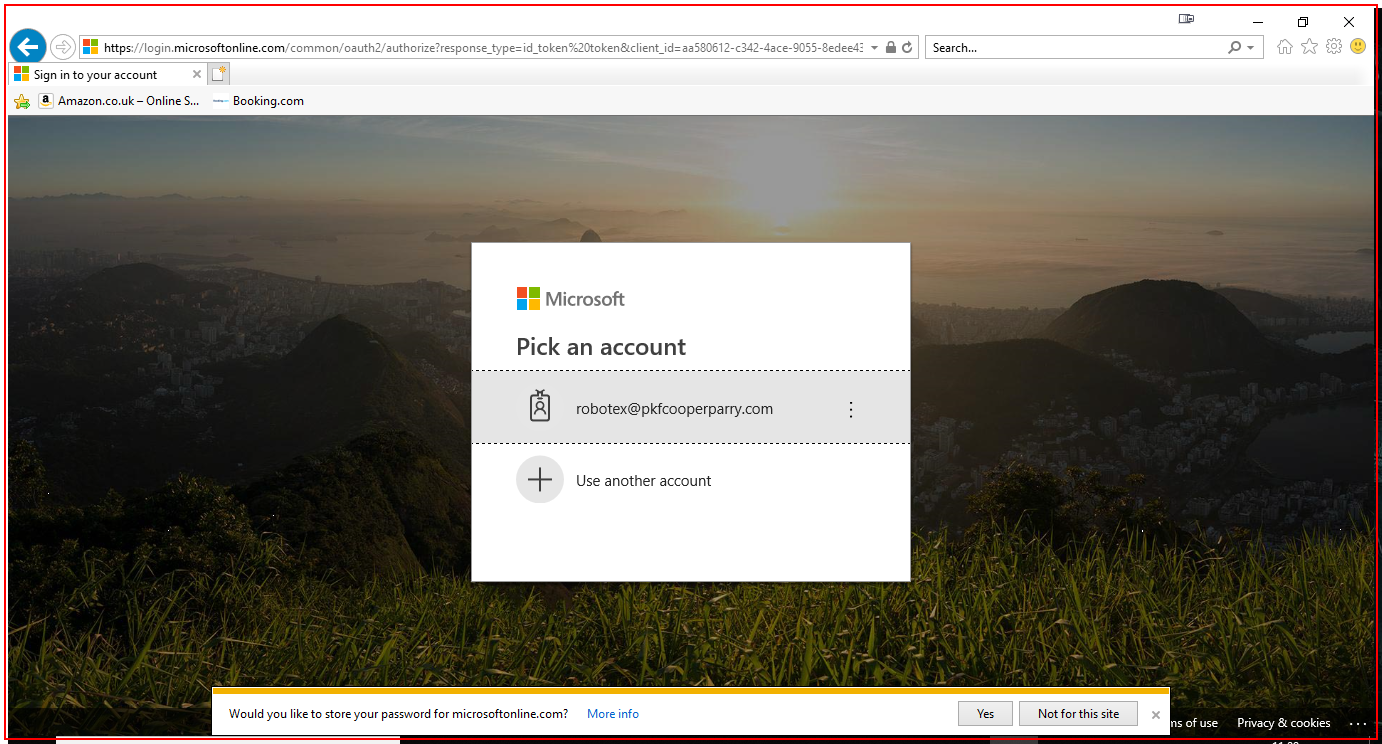 https://login.microsoftonline.com/common/oauth2/authorize?response_type=id_token%20token&client_id=aa580612-c342-4ace-9055-8edee43
Search...
Sign in to your account
Amazon.co.uk – Online S...
Booking.com
Microsoft
Pick an account
robotex@pkfcooperparry.com
Use another account
Would you like to store your password for microsoftonline.com? More info Yes Not for this site
ms of use Privacy & cookies ...